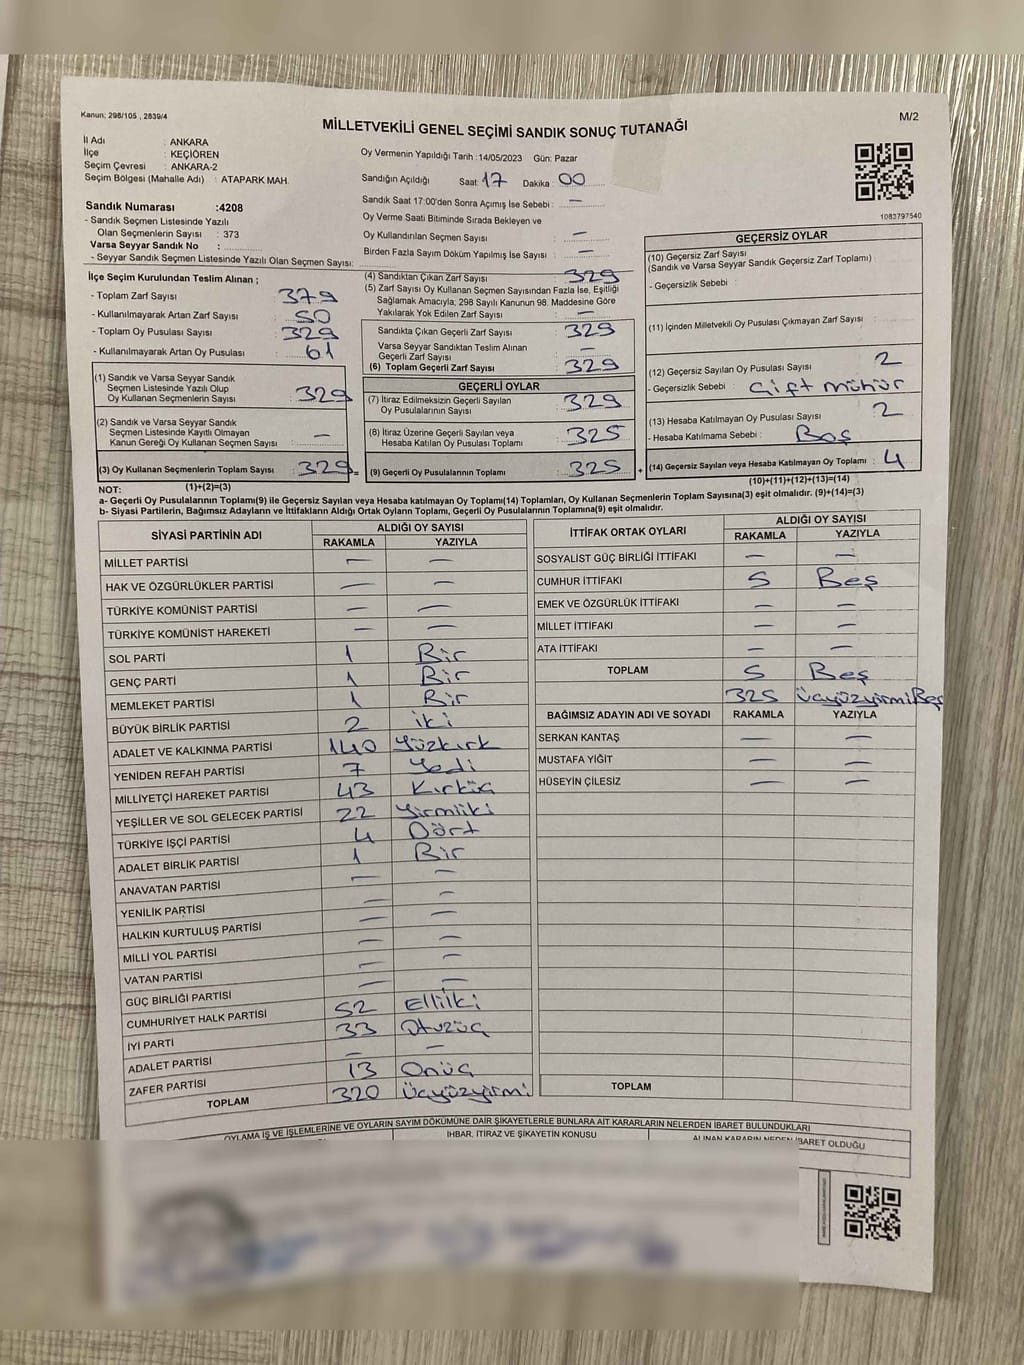 Kanun: 298/105 , 2839/4
MİLLETVEKİLİ GENEL SEÇİMİ SANDIK SONUÇ TUTANAĞI
M/2
İl Adı : ANKARA
İlçe : KEÇİÖREN
Seçim Çevresi : ANKARA-2
Seçim Bölgesi (Mahalle Adı) : ATAPARK MAH.
Sandık Numarası :4208
- Sandık Seçmen Listesinde Yazılı
Olan Seçmenlerin Sayısı : 373
Varsa Seyyar Sandık No :
- Seyyar Sandık Seçmen Listesinde Yazılı Olan Seçmen Sayısı:
Oy Vermenin Yapıldığı Tarih :14/05/2023 Gün: Pazar
Sandığın Açıldığı Saat: 17 Dakika : 00
Sandık Saat 17:00'den Sonra Açımış İse Sebebi : —
Oy Verme Saati Bitiminde Sırada Bekleyen ve
Oy Kullandırılan Seçmen Sayısı : —
Birden Fazla Sayım Döküm Yapılmış İse Sayısı : —
1083797540
İlçe Seçim Kurulundan Teslim Alınan ;
- Toplam Zarf Sayısı : 379
- Kullanılmayarak Artan Zarf Sayısı : 50
- Toplam Oy Pusulası Sayısı : 329
- Kullanılmayarak Artan Oy Pusulası : 61
(1) Sandık ve Varsa Seyyar Sandık
Seçmen Listesinde Yazılı Olup
Oy Kullanan Seçmenlerin Sayısı : 329
(2) Sandık ve Varsa Seyyar Sandık
Seçmen Listesinde Kayıtlı Olmayan
Kanun Gereği Oy Kullanan Seçmen Sayısı : —
(3) Oy Kullanan Seçmenlerin Toplam Sayısı : 329
(1)+(2)=(3)
(4) Sandıktan Çıkan Zarf Sayısı : 329
(5) Zarf Sayısı Oy Kullanan Seçmen Sayısından Fazla İse, Eşitliği
Sağlamak Amacıyla; 298 Sayılı Kanunun 98. Maddesine Göre
Yakılarak Yok Edilen Zarf Sayısı : —
Sandıkta Çıkan Geçerli Zarf Sayısı : 329
Varsa Seyyar Sandıktan Teslim Alınan
Geçerli Zarf Sayısı : —
(6) Toplam Geçerli Zarf Sayısı : 329
GEÇERLİ OYLAR
(7) İtiraz Edilmeksizin Geçerli Sayılan
Oy Pusulalarının Sayısı : 329
(8) İtiraz Üzerine Geçerli Sayılan veya
Hesaba Katılan Oy Pusulası Toplamı : 325
= (9) Geçerli Oy Pusulalarının Toplamı : 325 +
GEÇERSİZ OYLAR
(10) Geçersiz Zarf Sayısı
(Sandık ve Varsa Seyyar Sandık Geçersiz Zarf Toplamı) :
- Geçersizlik Sebebi :
(11) İçinden Milletvekili Oy Pusulası Çıkmayan Zarf Sayısı :
(12) Geçersiz Sayılan Oy Pusulası Sayısı : 2
- Geçersizlik Sebebi : Çift mühür
(13) Hesaba Katılmayan Oy Pusulası Sayısı : 2
- Hesaba Katılmama Sebebi : Boş
(14) Geçersiz Sayılan veya Hesaba Katılmayan Oy Toplamı : 4
(10)+(11)+(12)+(13)=(14)
NOT:
a- Geçerli Oy Pusulalarının Toplamı(9) ile Geçersiz Sayılan veya Hesaba katılmayan Oy Toplamı(14) Toplamları, Oy Kullanan Seçmenlerin Toplam Sayısına(3) eşit olmalıdır. (9)+(14)=(3)
b- Siyasi Partilerin, Bağımsız Adayların ve İttifakların Aldığı Ortak Oyların Toplamı, Geçerli Oy Pusulalarının Toplamına(9) eşit olmalıdır.
SİYASİ PARTİNİN ADI ALDIĞI OY SAYISI
RAKAMLA YAZIYLA
MİLLET PARTİSİ — —
HAK VE ÖZGÜRLÜKLER PARTİSİ — —
TÜRKİYE KOMÜNİST PARTİSİ — —
TÜRKİYE KOMÜNİST HAREKETİ — —
SOL PARTİ 1 Bir
GENÇ PARTİ 1 Bir
MEMLEKET PARTİSİ 1 Bir
BÜYÜK BİRLİK PARTİSİ 2 iki
ADALET VE KALKINMA PARTİSİ 140 Yüzkırk
YENİDEN REFAH PARTİSİ 7 Yedi
MİLLİYETÇİ HAREKET PARTİSİ 43 Kırküç
YEŞİLLER VE SOL GELECEK PARTİSİ 22 Yirmiiki
TÜRKİYE İŞÇİ PARTİSİ 4 Dört
ADALET BİRLİK PARTİSİ 1 Bir
ANAVATAN PARTİSİ — —
YENİLİK PARTİSİ — —
HALKIN KURTULUŞ PARTİSİ — —
MİLLİ YOL PARTİSİ — —
VATAN PARTİSİ — —
GÜÇ BİRLİĞİ PARTİSİ — —
CUMHURİYET HALK PARTİSİ 52 Elliiki
İYİ PARTİ 33 Otuzüç
ADALET PARTİSİ — —
ZAFER PARTİSİ 13 Onüç
TOPLAM 320 Üçyüzyirmi
İTTİFAK ORTAK OYLARI ALDIĞI OY SAYISI
RAKAMLA YAZIYLA
SOSYALİST GÜÇ BİRLİĞİ İTTİFAKI — —
CUMHUR İTTİFAKI 5 Beş
EMEK VE ÖZGÜRLÜK İTTİFAKI — —
MİLLET İTTİFAKI — —
ATA İTTİFAKI — —
TOPLAM 5 Beş
325 ÜçyüzyirmiBeş
BAĞIMSIZ ADAYIN ADI VE SOYADI RAKAMLA YAZIYLA
SERKAN KANTAŞ — —
MUSTAFA YİĞİT — —
HÜSEYİN ÇİLESİZ — —
TOPLAM
OYLAMA İŞ VE İŞLEMLERİNE VE OYLARIN SAYIM DÖKÜMÜNE DAİR ŞİKAYETLERLE BUNLARA AİT KARARLARIN NELERDEN İBARET BULUNDUKLARI
İHBAR, İTİRAZ VE ŞİKAYETİN KONUSU
ALINAN KARARIN NEDEN İBARET OLDUĞU